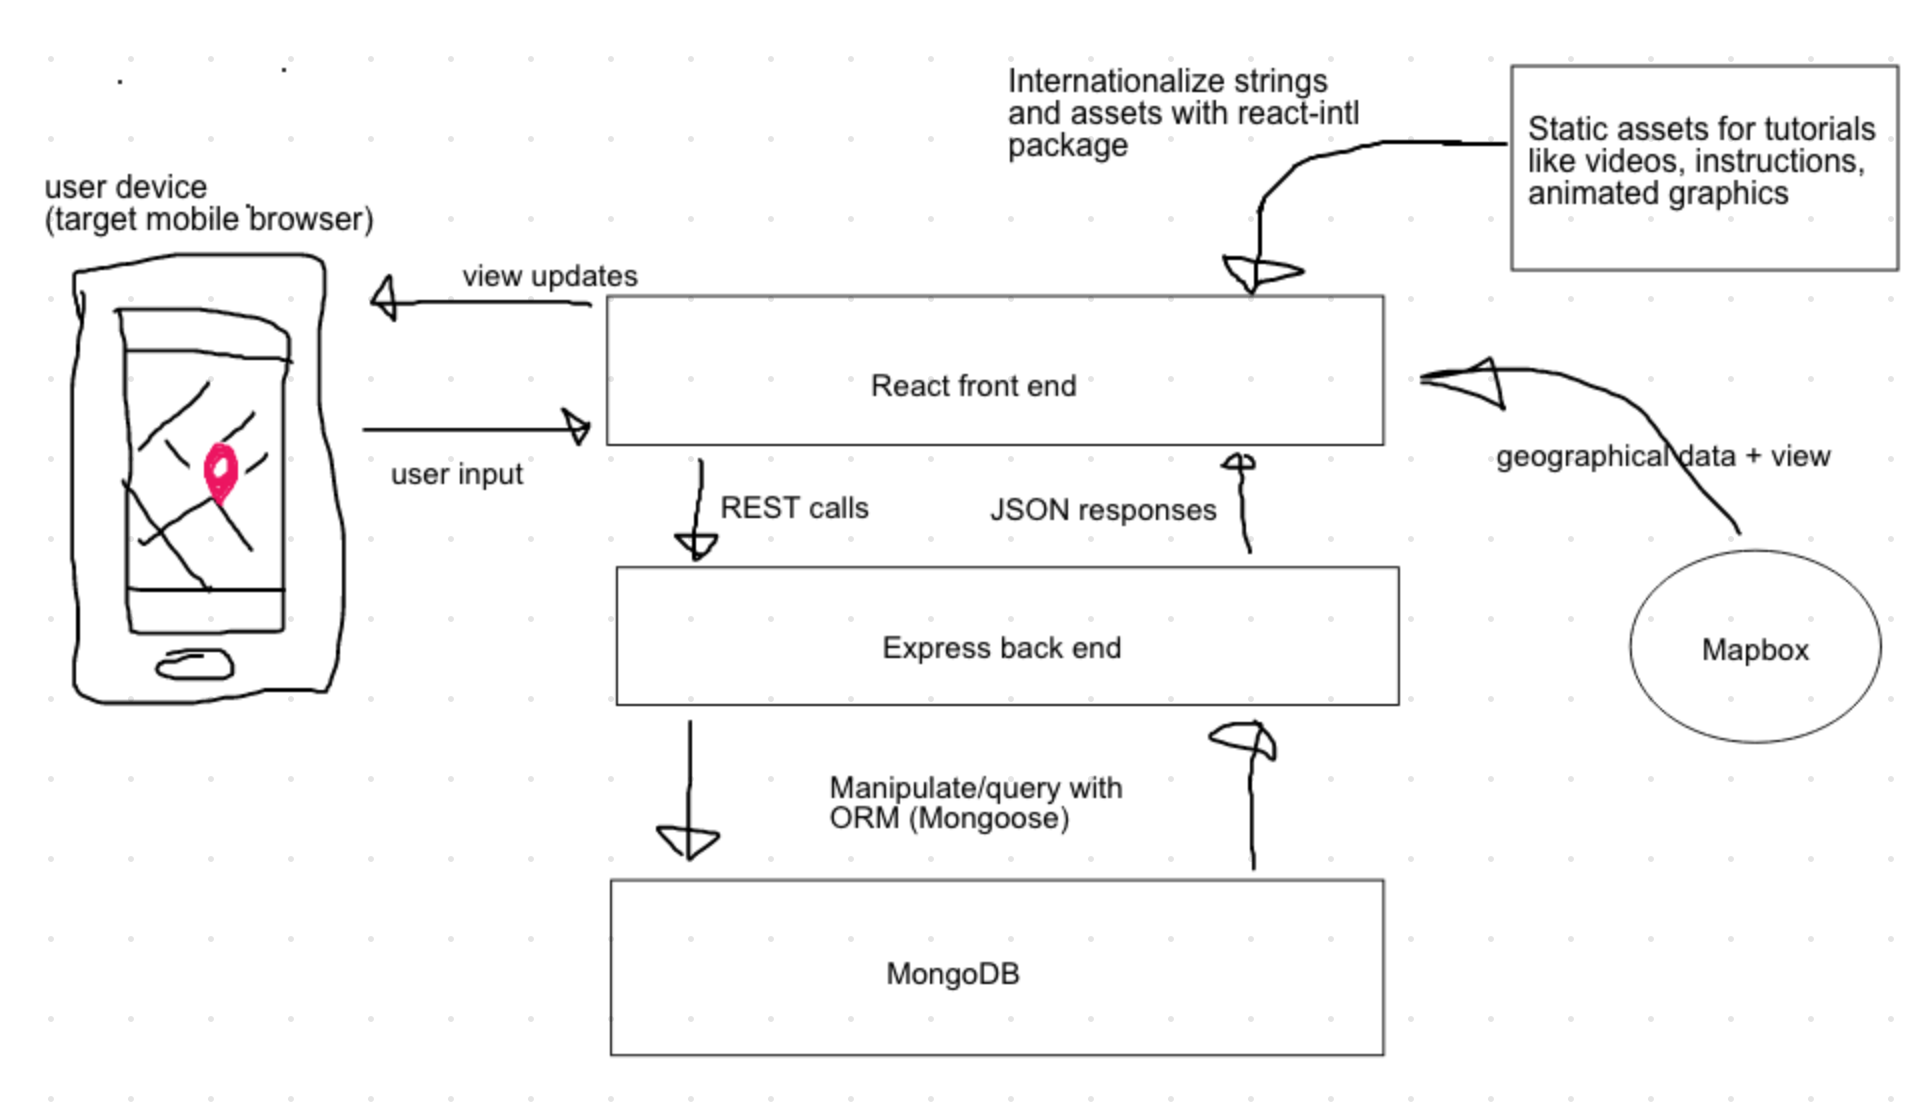 Internationalize strings
and assets with react-intl
package
Static assets for tutorials
like videos, instructions,
animated graphics
user device
(target mobile browser)
view updates
React front end
user input
geographical data + view
REST calls
JSON responses
Express back end
Mapbox
Manipulate/query with
ORM (Mongoose)
MongoDB